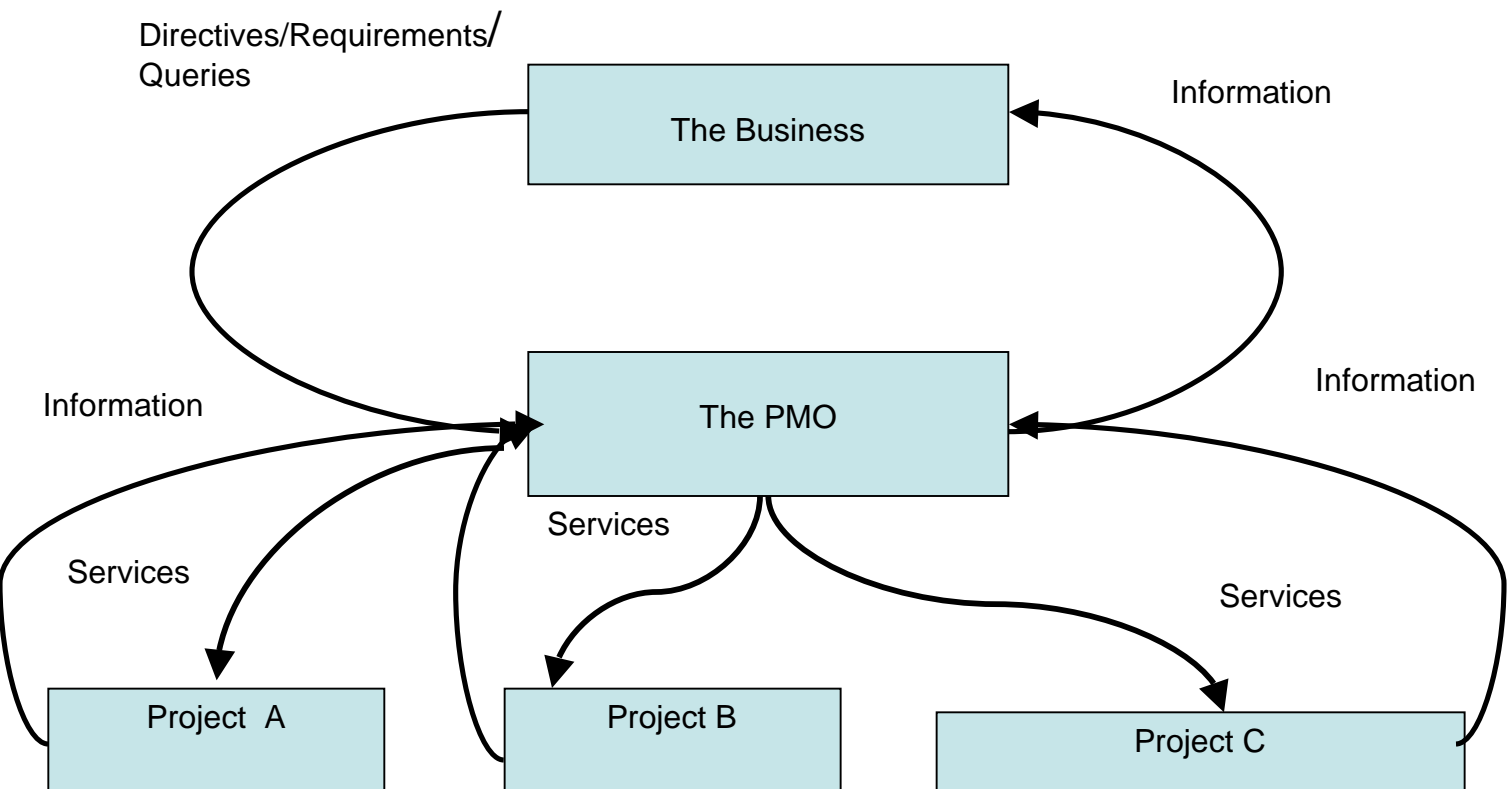 Directives/Requirements/
Queries
Information
The Business
Information
Information
The PMO
Services
Services
Services
Project A
Project B
Project C